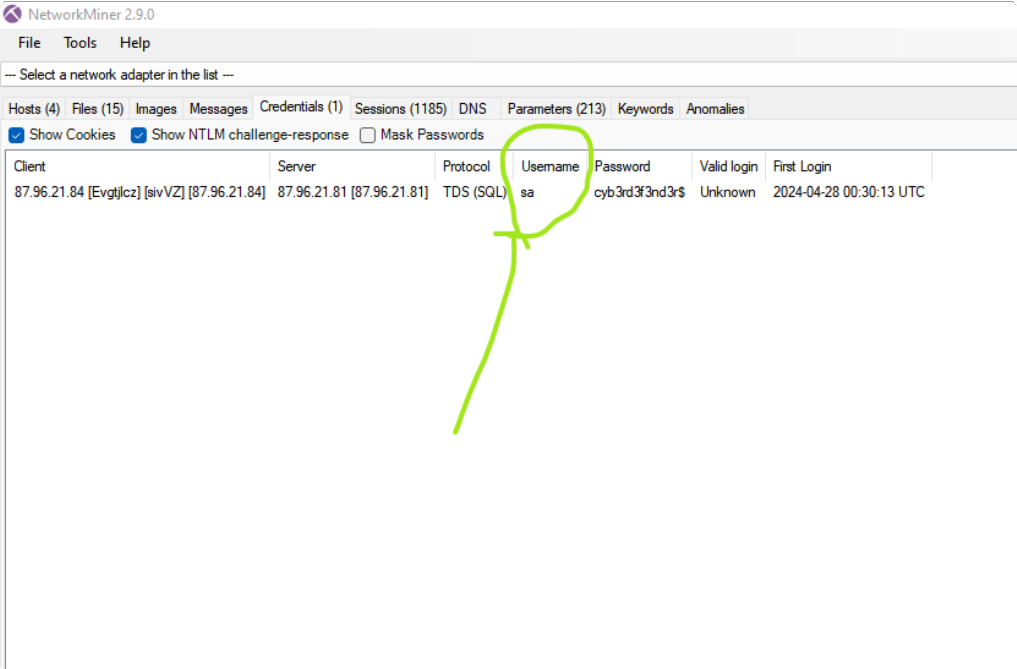 NetworkMiner 2.9.0
File Tools Help
--- Select a network adapter in the list ---
Hosts (4) Files (15) Images Messages Credentials (1) Sessions (1185) DNS Parameters (213) Keywords Anomalies
Show Cookies Show NTLM challenge-response Mask Passwords
Client Server Protocol Username Password Valid login First Login
87.96.21.84 [Evgtjlcz] [sivVZ] [87.96.21.84] 87.96.21.81 [87.96.21.81] TDS (SQL) sa cyb3rd3f3nd3r$ Unknown 2024-04-28 00:30:13 UTC